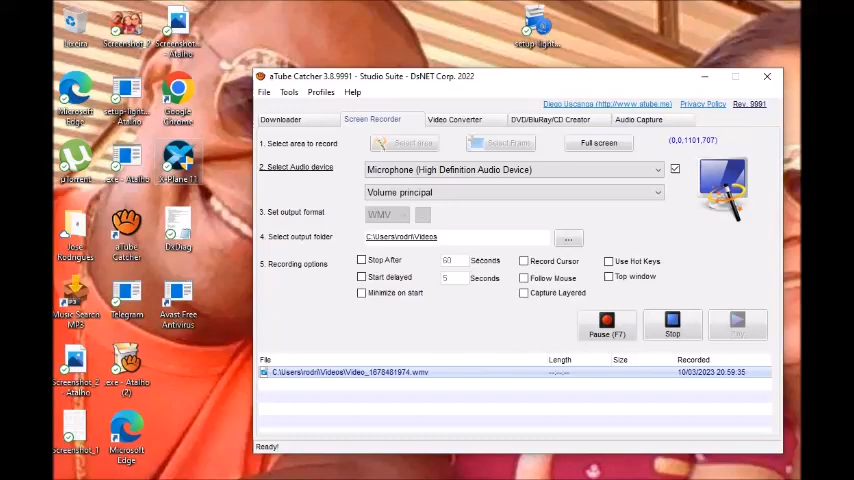 Lixeira
Screenshot_2
Screenshot... - Atalho
setup-light...
Microsoft Edge
setup-light... - Atalho
Google Chrome
µTorrent
.exe - Atalho
X-Plane 11
Jose Rodrigues
aTube Catcher
DXDiag
Music Search MP3
Telegram
Avast Free Antivirus
Screenshot_2 Atalho
.exe - Atalho (2)
Screenshot_1
Microsoft Edge
aTube Catcher 3.8.9991 - Studio Suite - DsNET Corp. 2022
File Tools Profiles Help
Diego Uscanga (http://www.atube.me) Privacy Policy Rev. 9991
Downloader Screen Recorder Video Converter DVD/BluRay/CD Creator Audio Capture
1. Select area to record Select area Select Frame Full screen (0,0,1101,707)
2. Select Audio device Microphone (High Definition Audio Device)
Volume principal
3. Set output format WMV
4. Select output folder C:\Users\rodri\Videos ...
5. Recording options Stop After 60 Seconds Record Cursor Use Hot Keys
Start delayed 5 Seconds Follow Mouse Top window
Minimize on start Capture Layered
Pause (F7) Stop Play
File Length Size Recorded
C:\Users\rodri\Videos\Video_1678481974.wmv --:--:-- 10/03/2023 20:59:35
Ready!